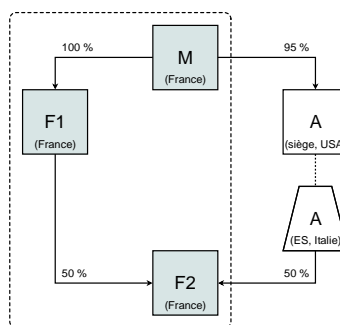 100 %
M
(France)
95 %
F1
(France)
A
(siège, USA)
A
(ES, Italie)
50 %
F2
(France)
50 %